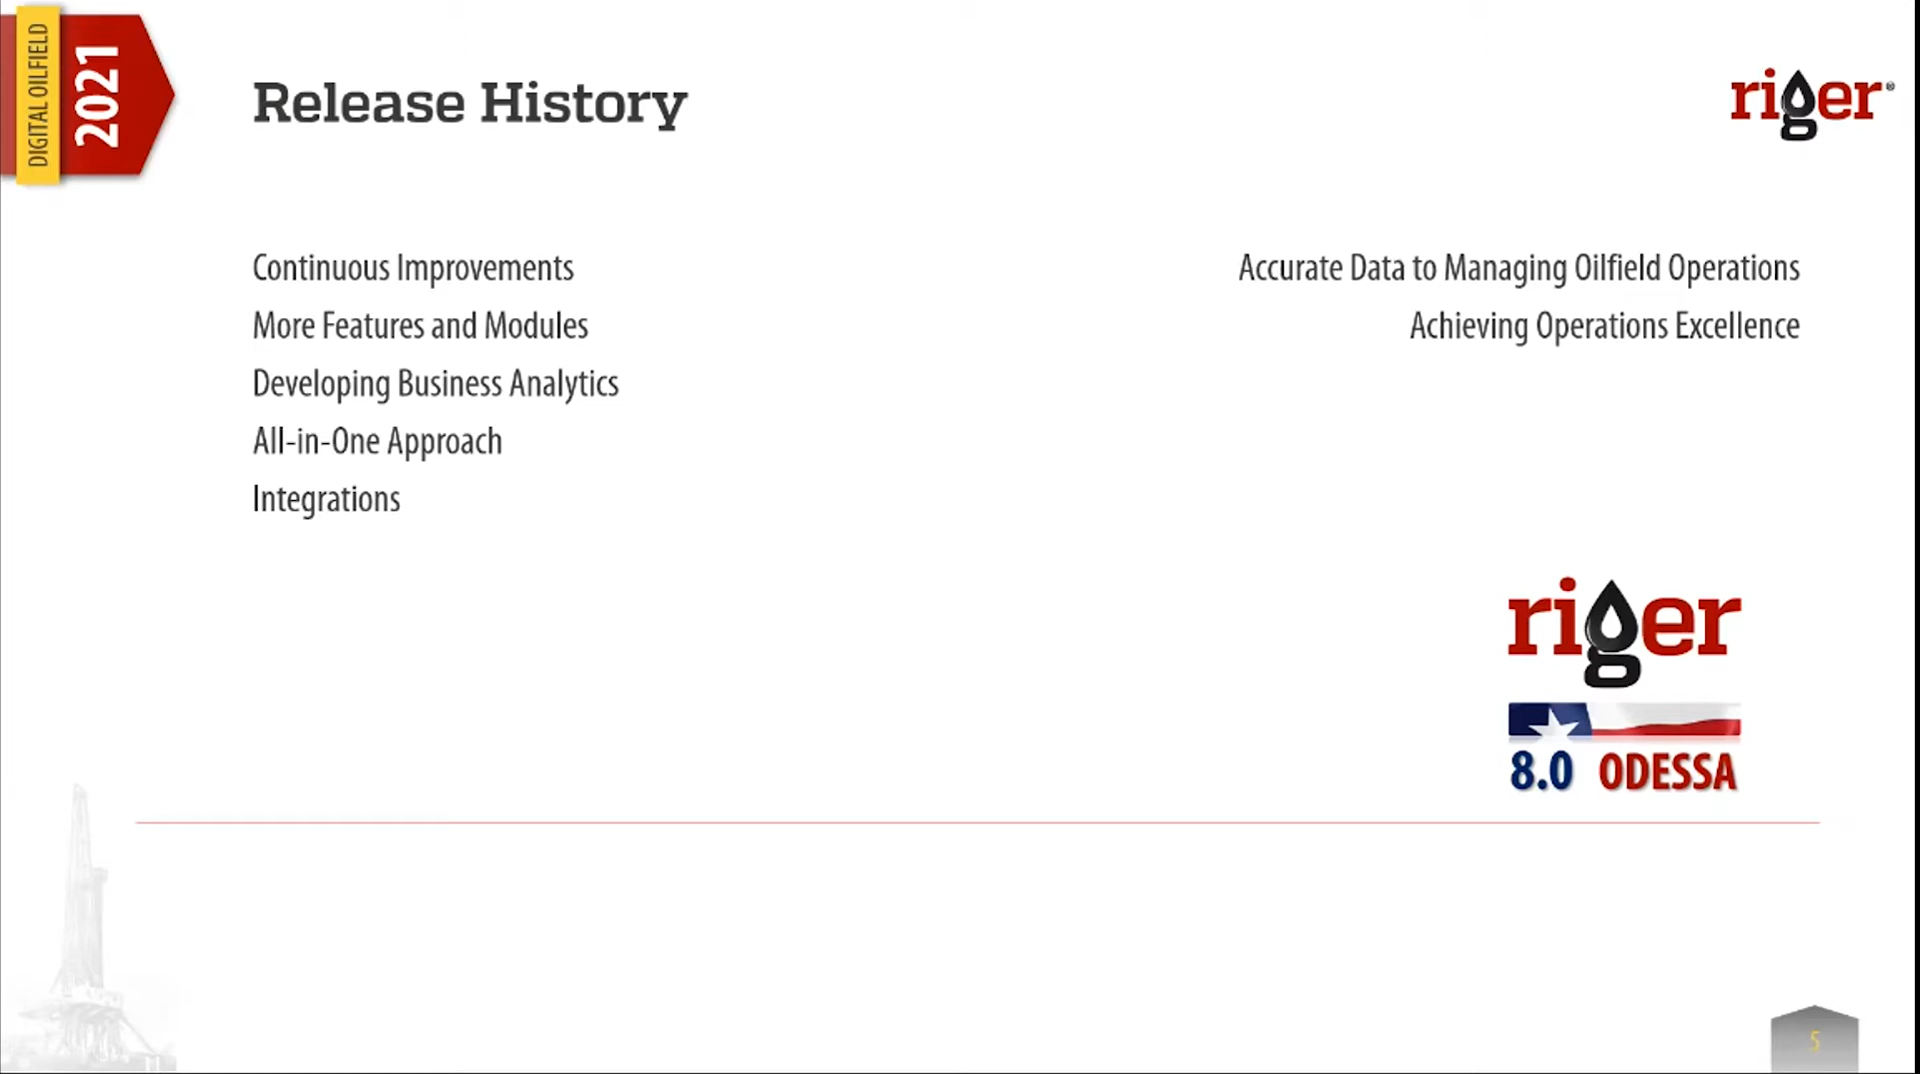 DIGITAL OILFIELD
2021
Release History
riger®
Continuous Improvements
More Features and Modules
Developing Business Analytics
All-in-One Approach
Integrations
Accurate Data to Managing Oilfield Operations
Achieving Operations Excellence
riger
8.0 ODESSA
5